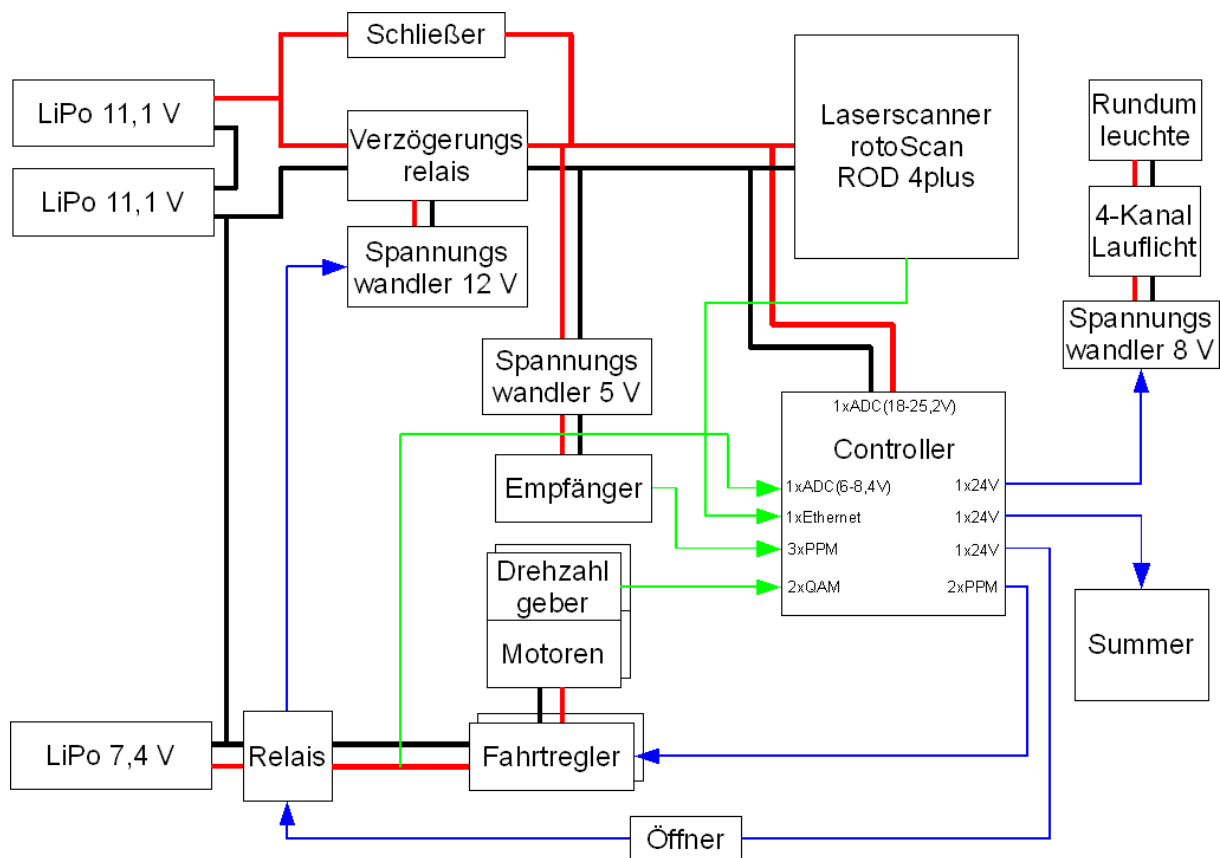 Schließer
LiPo 11,1 V
LiPo 11,1 V
Verzögerungs
relais
Spannungs
wandler 12 V
Laserscanner
rotoScan
ROD 4plus
Rundum
leuchte
4-Kanal
Lauflicht
Spannungs
wandler 8 V
Spannungs
wandler 5 V
Empfänger
1xADC(18-25,2V)
Controller
1xADC(6-8,4V)
1xEthernet
3xPPM
2xQAM
1x24V
1x24V
1x24V
2xPPM
Drehzahl
geber
Motoren
Summer
LiPo 7,4 V
Relais
Fahrtregler
Öffner